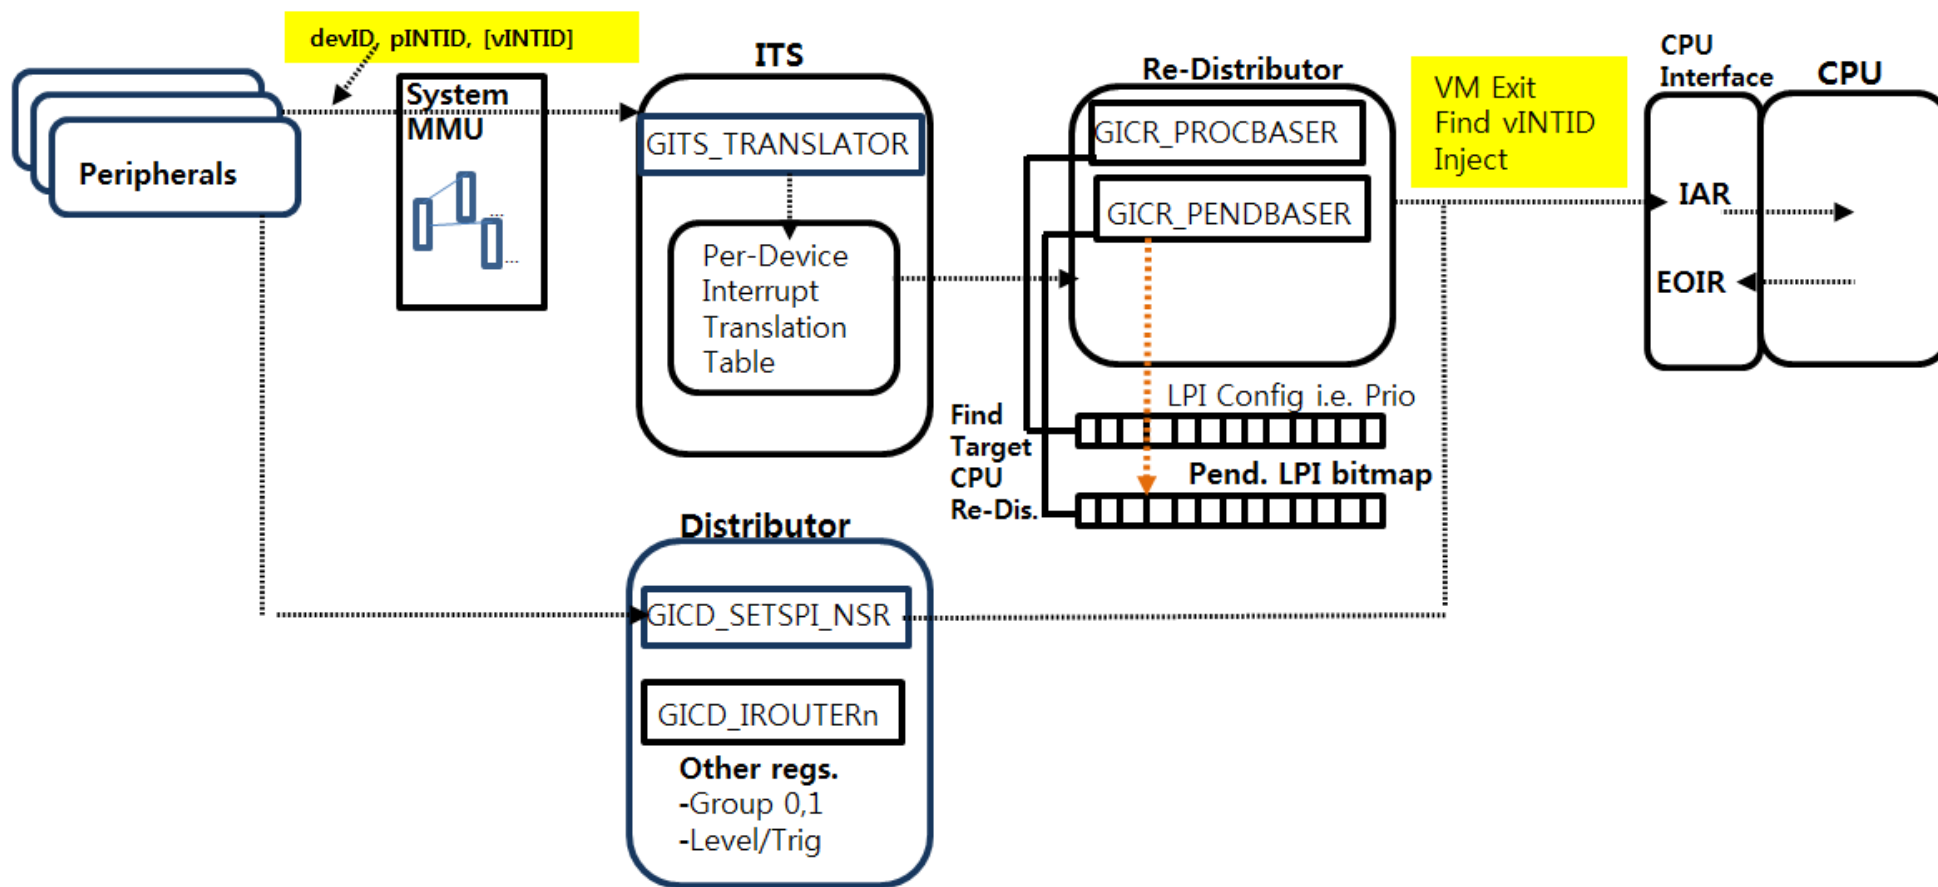 devID, pINTID, [vINTID]
Peripherals
System
MMU
...
...
ITS
GITS_TRANSLATOR
Per-Device
Interrupt
Translation
Table
Re-Distributor
GICR_PROCBASER
GICR_PENDBASER
LPI Config i.e. Prio
Find
Target
CPU
Re-Dis.
Pend. LPI bitmap
VM Exit
Find vINTID
Inject
CPU
Interface
CPU
IAR
EOIR
Distributor
GICD_SETSPI_NSR
GICD_IROUTERn
Other regs.
-Group 0,1
-Level/Trig